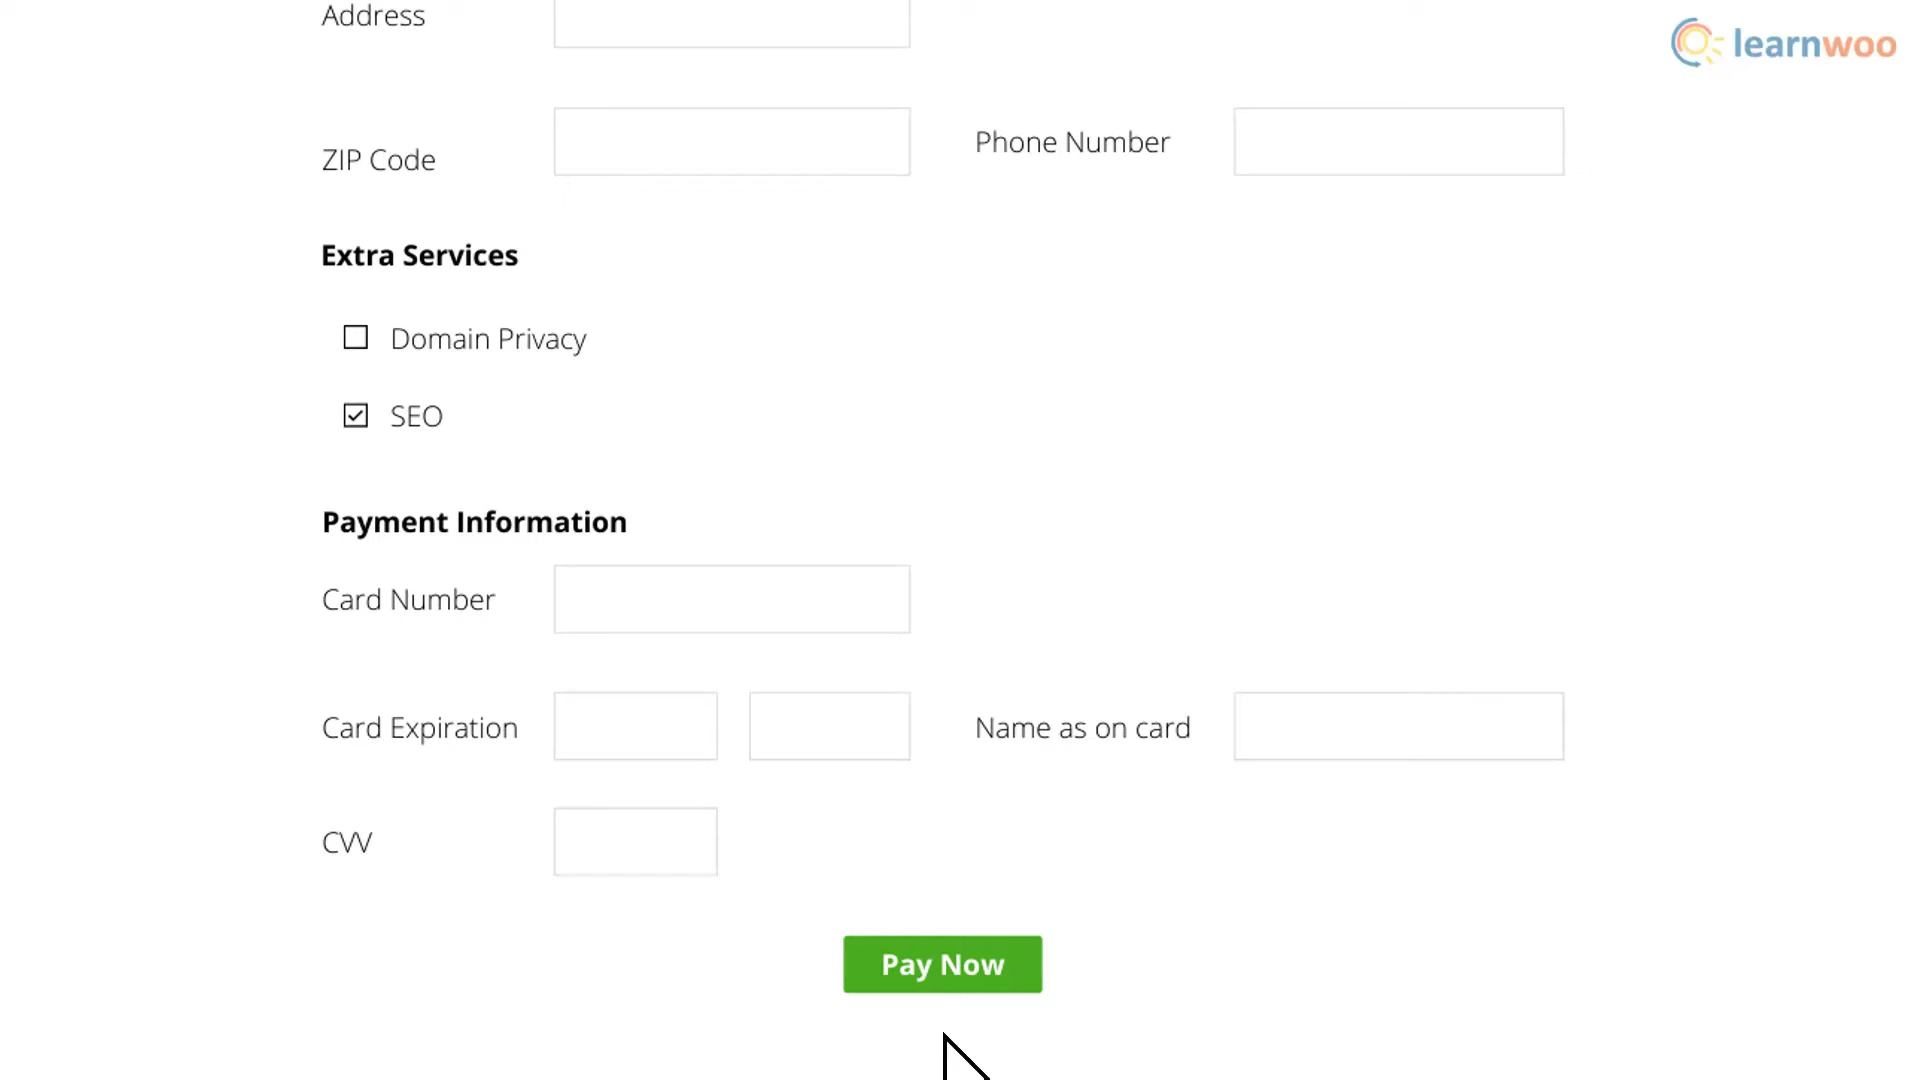 Address
learnwoo
ZIP Code
Phone Number
Extra Services
Domain Privacy
SEO
Payment Information
Card Number
Card Expiration
Name as on card
CVV
Pay Now